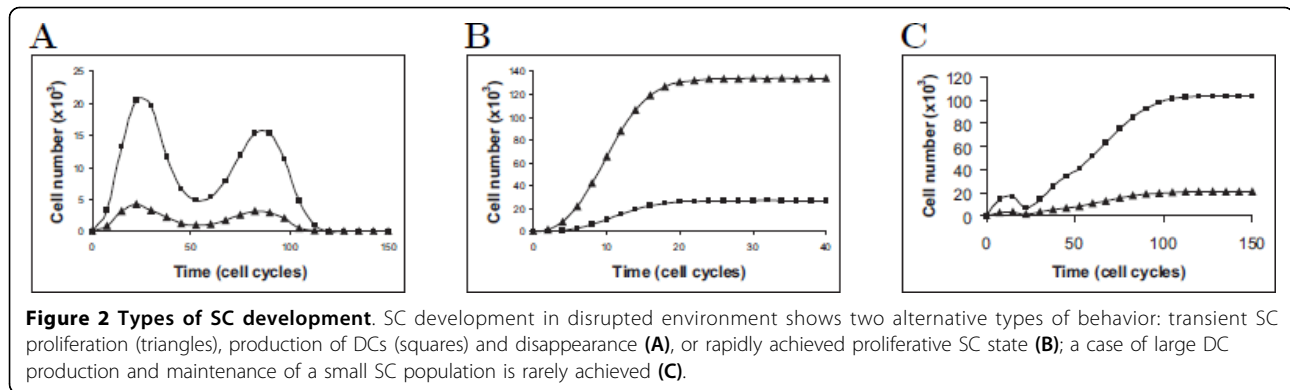 A
B
C
Cell number (x10³)
25
20
15
10
5
0
0
50
100
150
Time (cell cycles)
Cell number (x10³)
140
120
100
80
60
40
20
0
0
10
20
30
40
Time (cell cycles)
Cell number (x10³)
120
100
80
60
40
20
0
0
50
100
150
Time (cell cycles)
Figure 2 Types of SC development. SC development in disrupted environment shows two alternative types of behavior: transient SC
proliferation (triangles), production of DCs (squares) and disappearance (A), or rapidly achieved proliferative SC state (B); a case of large DC
production and maintenance of a small SC population is rarely achieved (C).